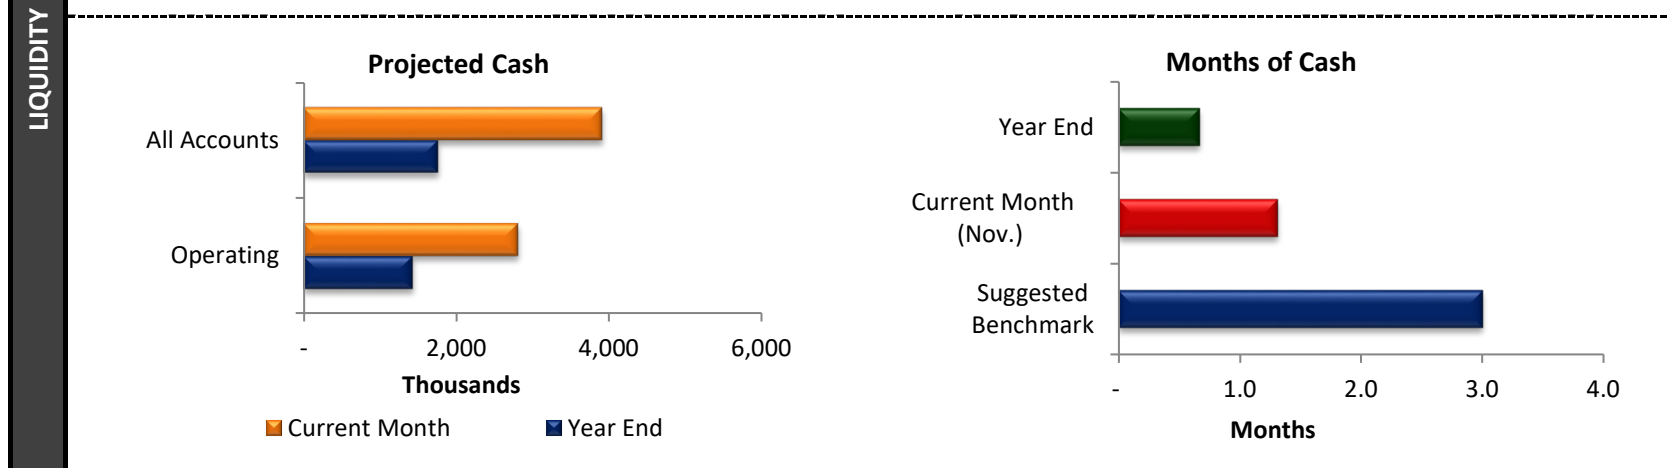 LIQUIDITY
Projected Cash
All Accounts
Operating
-
2,000
4,000
6,000
Thousands
Current Month
Year End
Months of Cash
Year End
Current Month
(Nov.)
Suggested
Benchmark
-
1.0
2.0
3.0
4.0
Months